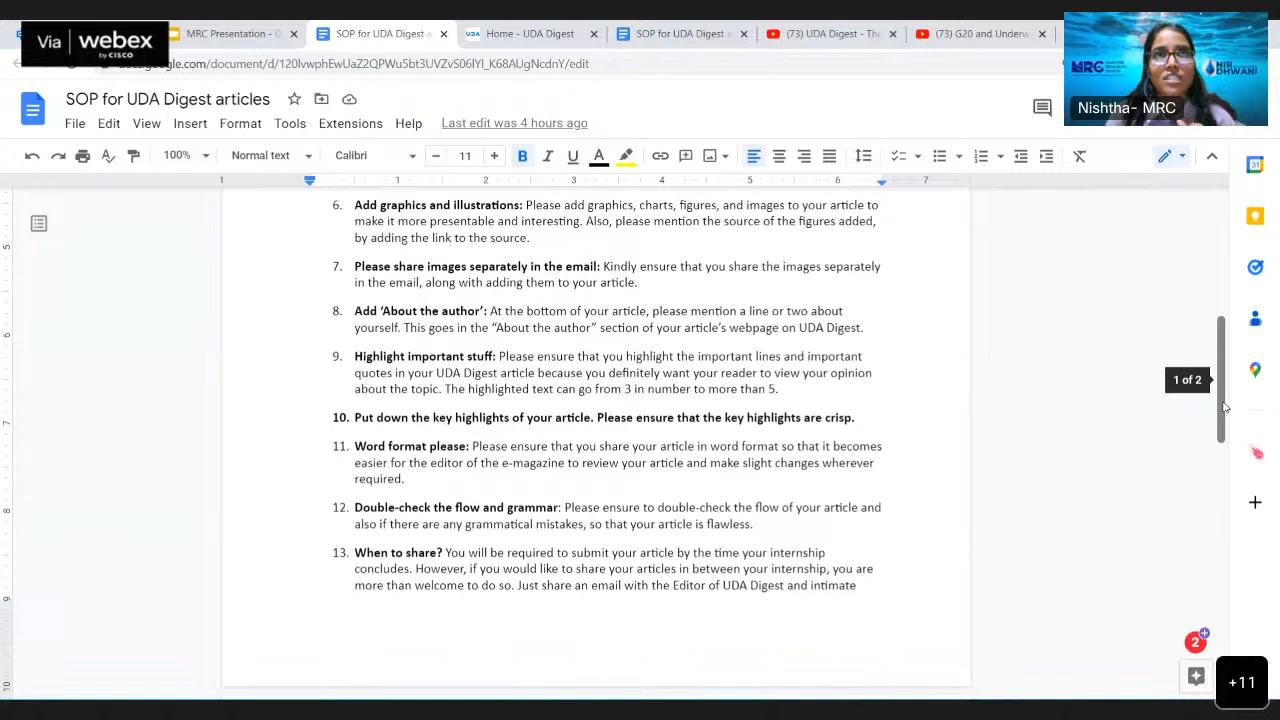 Via webex
by CISCO
MRC Presentation - G
SOP for UDA Digest a
Home - UDA Digest
SOP for UDA Digest a
(73) UDA Digest - The
(73) G20 and Underw
/document/d/120lvwphEwUaZ2QPWu5bt3UVZvS06IYI_K68AUgNcdnY/edit
SOP for UDA Digest articles
File Edit View Insert Format Tools Extensions Help Last edit was 4 hours ago
100% Normal text Calibri 11
MRC
NIR DHWANI
Nishtha- MRC
1 1 2 3 4 5 6 7
6. Add graphics and illustrations: Please add graphics, charts, figures, and images to your article to
make it more presentable and interesting. Also, please mention the source of the figures added,
by adding the link to the source.
7. Please share images separately in the email: Kindly ensure that you share the images separately
in the email, along with adding them to your article.
8. Add ‘About the author’: At the bottom of your article, please mention a line or two about
yourself. This goes in the “About the author” section of your article’s webpage on UDA Digest.
9. Highlight important stuff: Please ensure that you highlight the important lines and important
quotes in your UDA Digest article because you definitely want your reader to view your opinion
about the topic. The highlighted text can go from 3 in number to more than 5.
10. Put down the key highlights of your article. Please ensure that the key highlights are crisp.
11. Word format please: Please ensure that you share your article in word format so that it becomes
easier for the editor of the e-magazine to review your article and make slight changes wherever
required.
12. Double-check the flow and grammar: Please ensure to double-check the flow of your article and
also if there are any grammatical mistakes, so that your article is flawless.
13. When to share? You will be required to submit your article by the time your internship
concludes. However, if you would like to share your articles in between your internship, you are
more than welcome to do so. Just share an email with the Editor of UDA Digest and intimate
1 of 2
2
+11